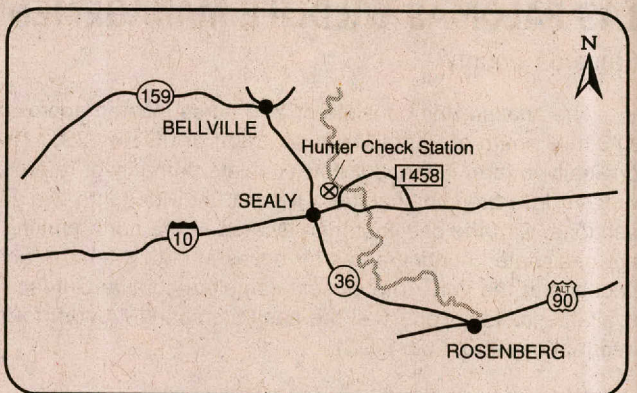 N
159
BELLVILLE
Hunter Check Station
1458
SEALY
10
36
ALT
90
ROSENBERG